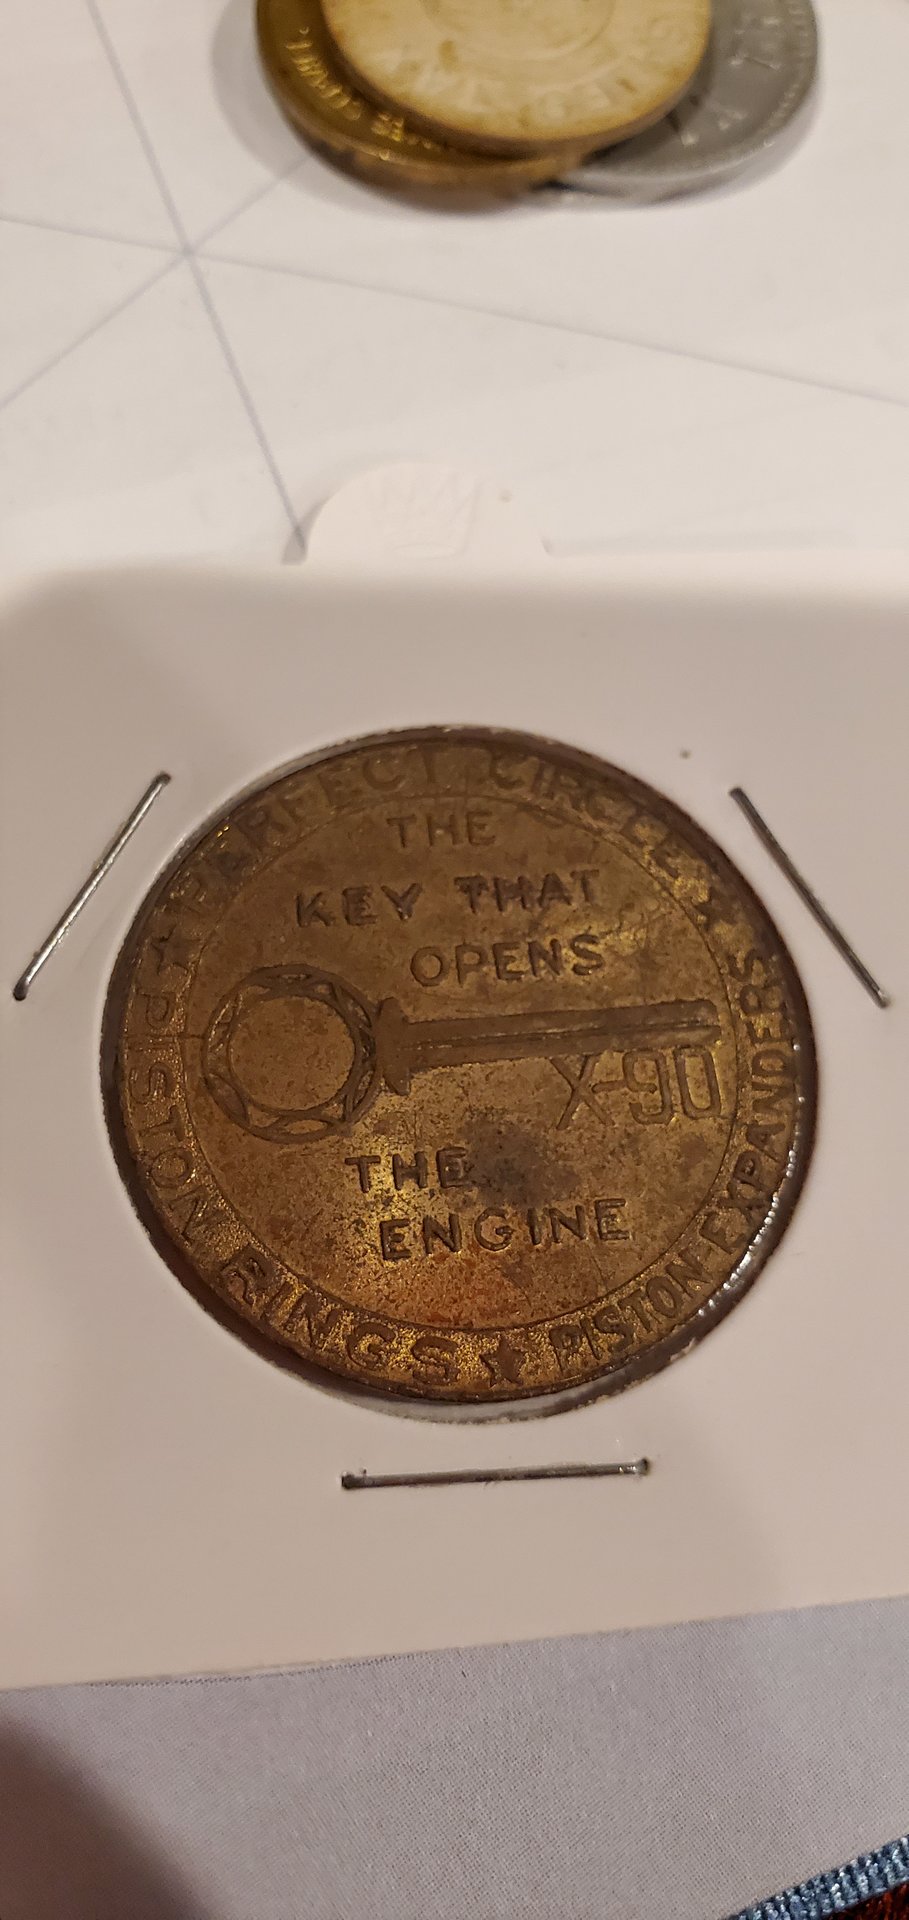 PERFECT CIRCLE
★ PISTON RINGS ★ PISTON-EXPANDERS ★
THE
KEY THAT
OPENS
X-90
THE
ENGINE